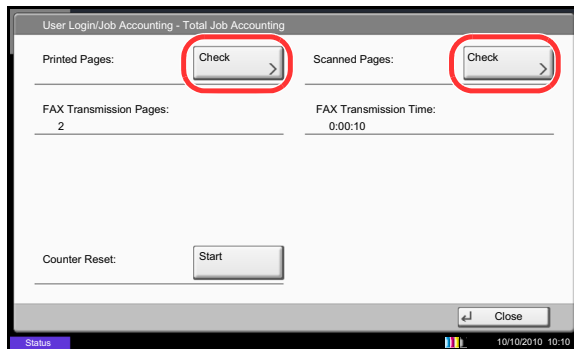 User Login/Job Accounting - Total Job Accounting
Printed Pages:
Check
Scanned Pages:
Check
FAX Transmission Pages:
2
FAX Transmission Time:
0:00:10
Counter Reset:
Start
Close
Status
10/10/2010 10:10